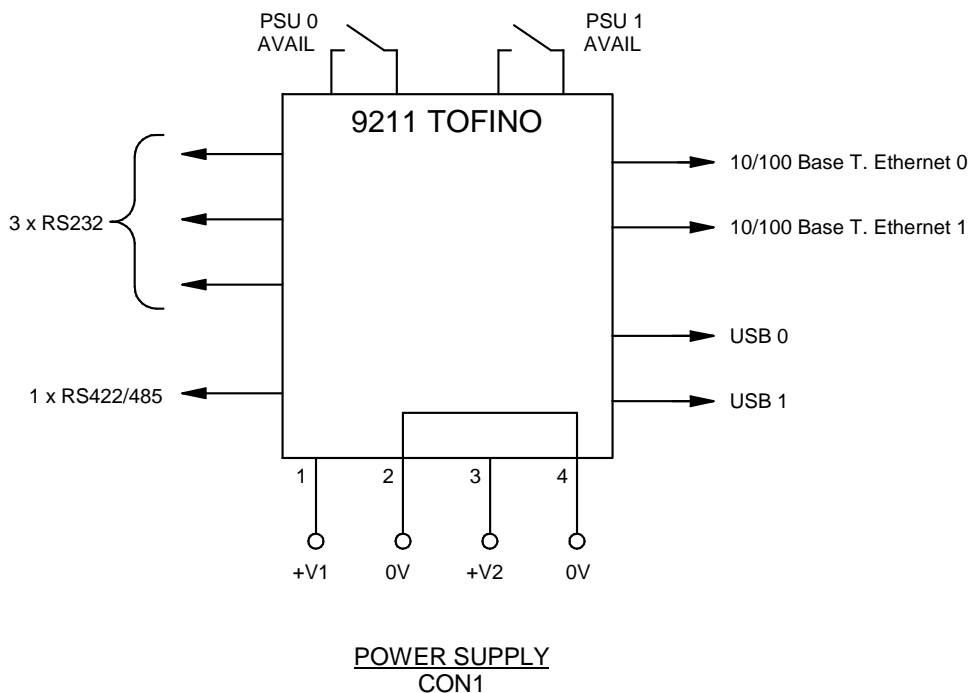 PSU 0
AVAIL
PSU 1
AVAIL
9211 TOFINO
3 x RS232
10/100 Base T. Ethernet 0
10/100 Base T. Ethernet 1
USB 0
1 x RS422/485
USB 1
1
2
3
4
+V1
0V
+V2
0V
POWER SUPPLY
CON1